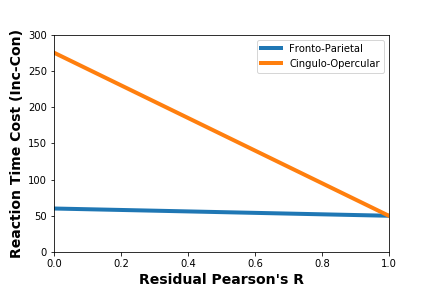 Reaction Time Cost (Inc-Con)
300
250
200
150
100
50
0
Fronto-Parietal
Cingulo-Opercular
0.0 0.2 0.4 0.6 0.8 1.0
Residual Pearson's R